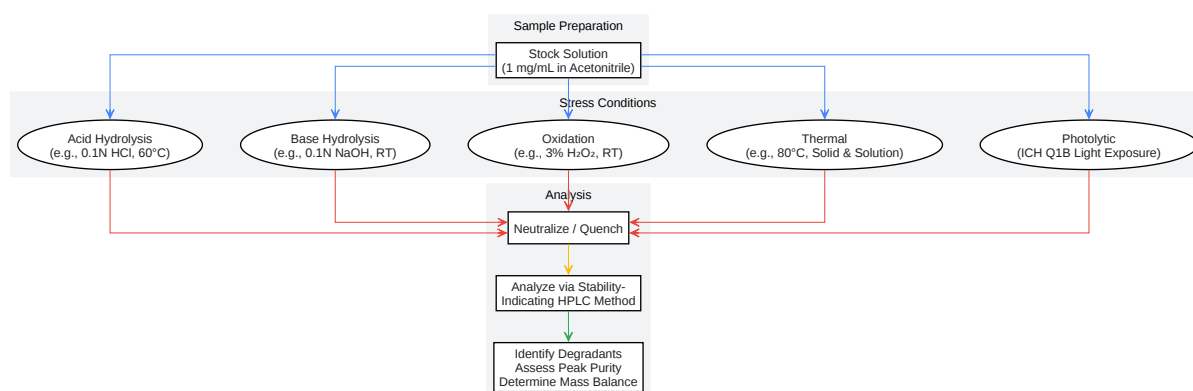 Sample Preparation
Stock Solution
(1 mg/mL in Acetonitrile)
Stress Conditions
Acid Hydrolysis
(e.g., 0.1N HCl, 60°C)
Base Hydrolysis
(e.g., 0.1N NaOH, RT)
Oxidation
(e.g., 3% H₂O₂, RT)
Thermal
(e.g., 80°C, Solid & Solution)
Photolytic
(ICH Q1B Light Exposure)
Analysis
Neutralize / Quench
Analyze via Stability-
Indicating HPLC Method
Identify Degradants
Assess Peak Purity
Determine Mass Balance